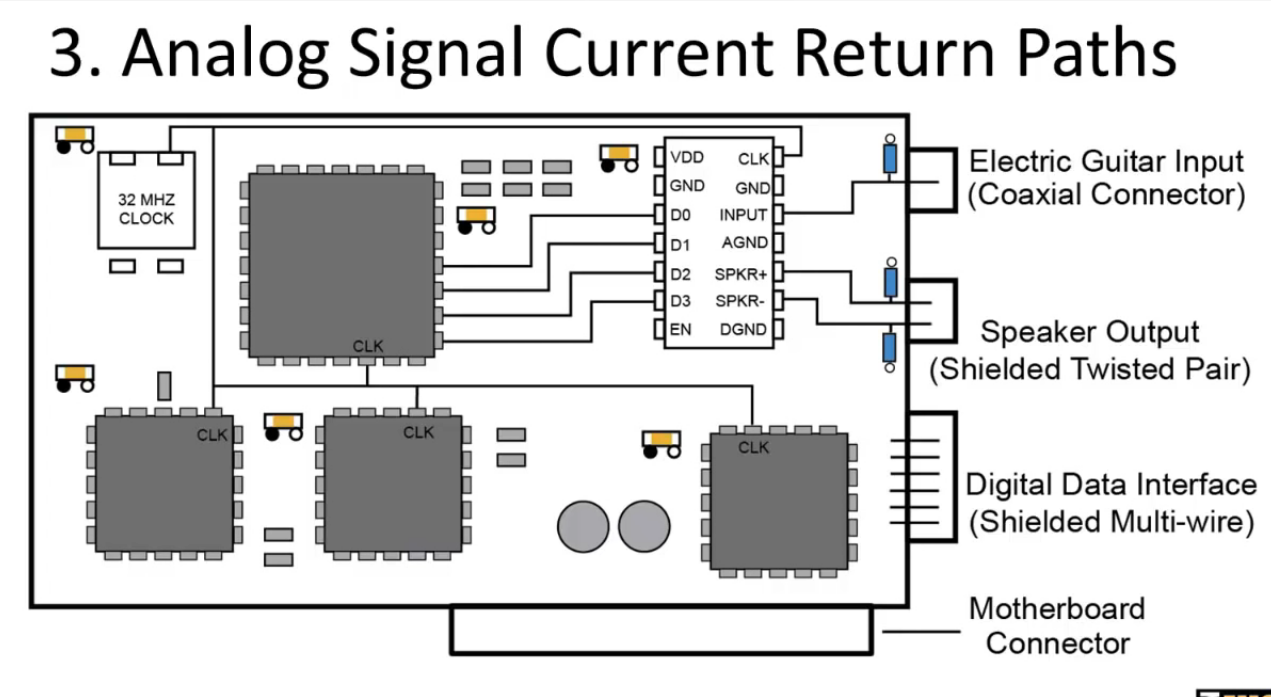 3. Analog Signal Current Return Paths
32 MHZ
CLOCK
VDD
CLK
GND
GND
D0
INPUT
D1
AGND
D2
SPKR+
D3
SPKR-
EN
DGND
CLK
CLK
CLK
CLK
Electric Guitar Input
(Coaxial Connector)
Speaker Output
(Shielded Twisted Pair)
Digital Data Interface
(Shielded Multi-wire)
Motherboard
Connector